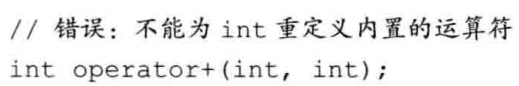 // 错误：不能为 int 重定义内置的运算符
int operator+(int, int);